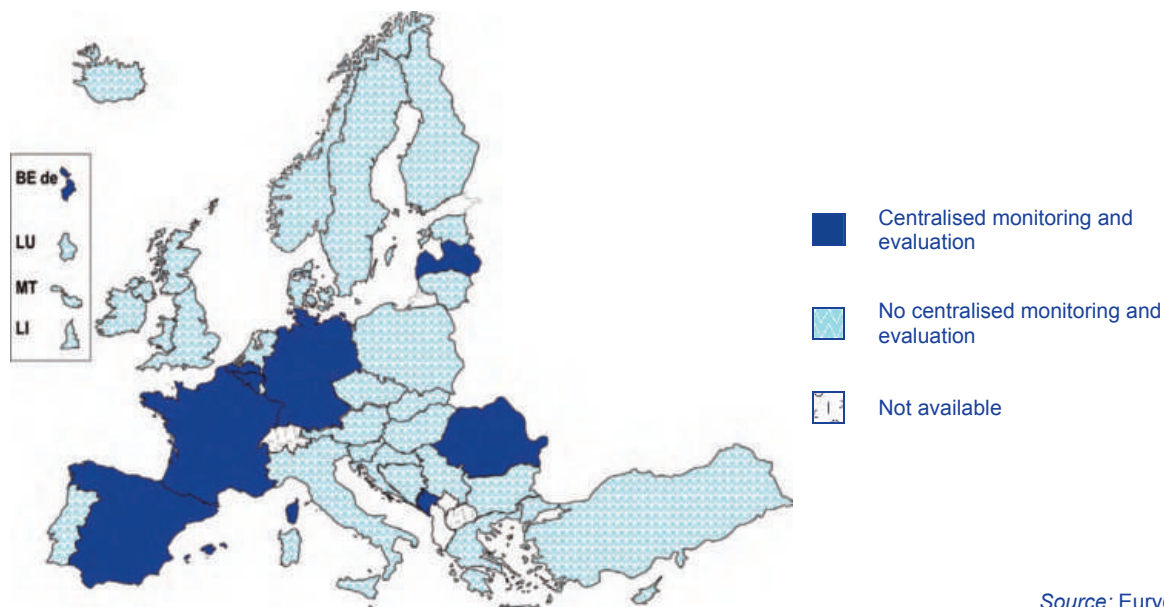 BE de
LU
MT
LI
Centralised monitoring and
evaluation
No centralised monitoring and
evaluation
Not available
Source: